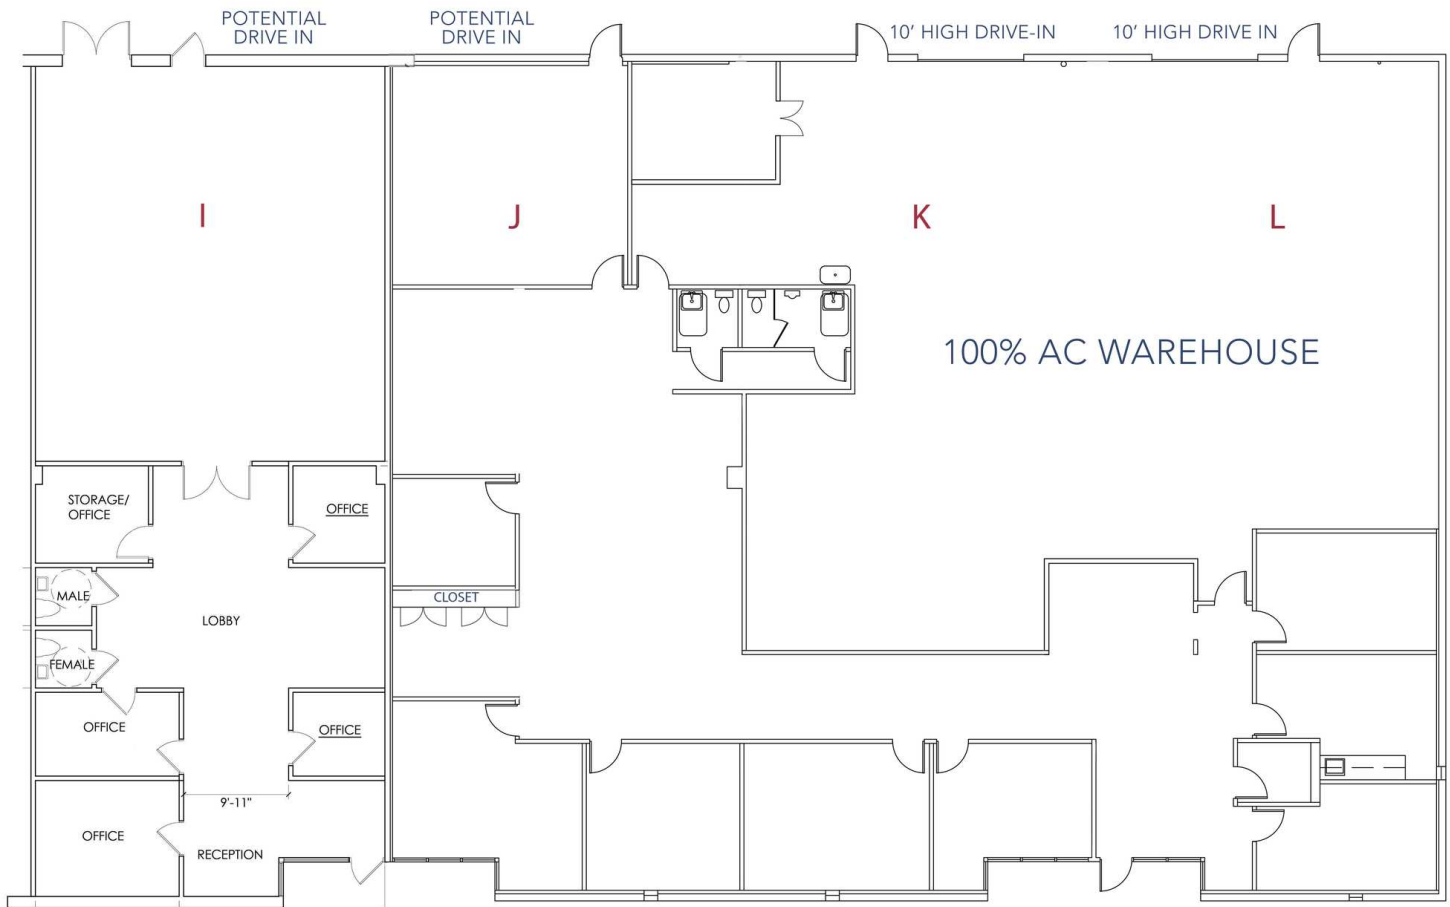 POTENTIAL
DRIVE IN
POTENTIAL
DRIVE IN
10’ HIGH DRIVE-IN
10’ HIGH DRIVE IN
I
J
K
L
100% AC WAREHOUSE
STORAGE/
OFFICE
OFFICE
MALE
CLOSET
LOBBY
FEMALE
OFFICE
OFFICE
9'-11"
OFFICE
RECEPTION